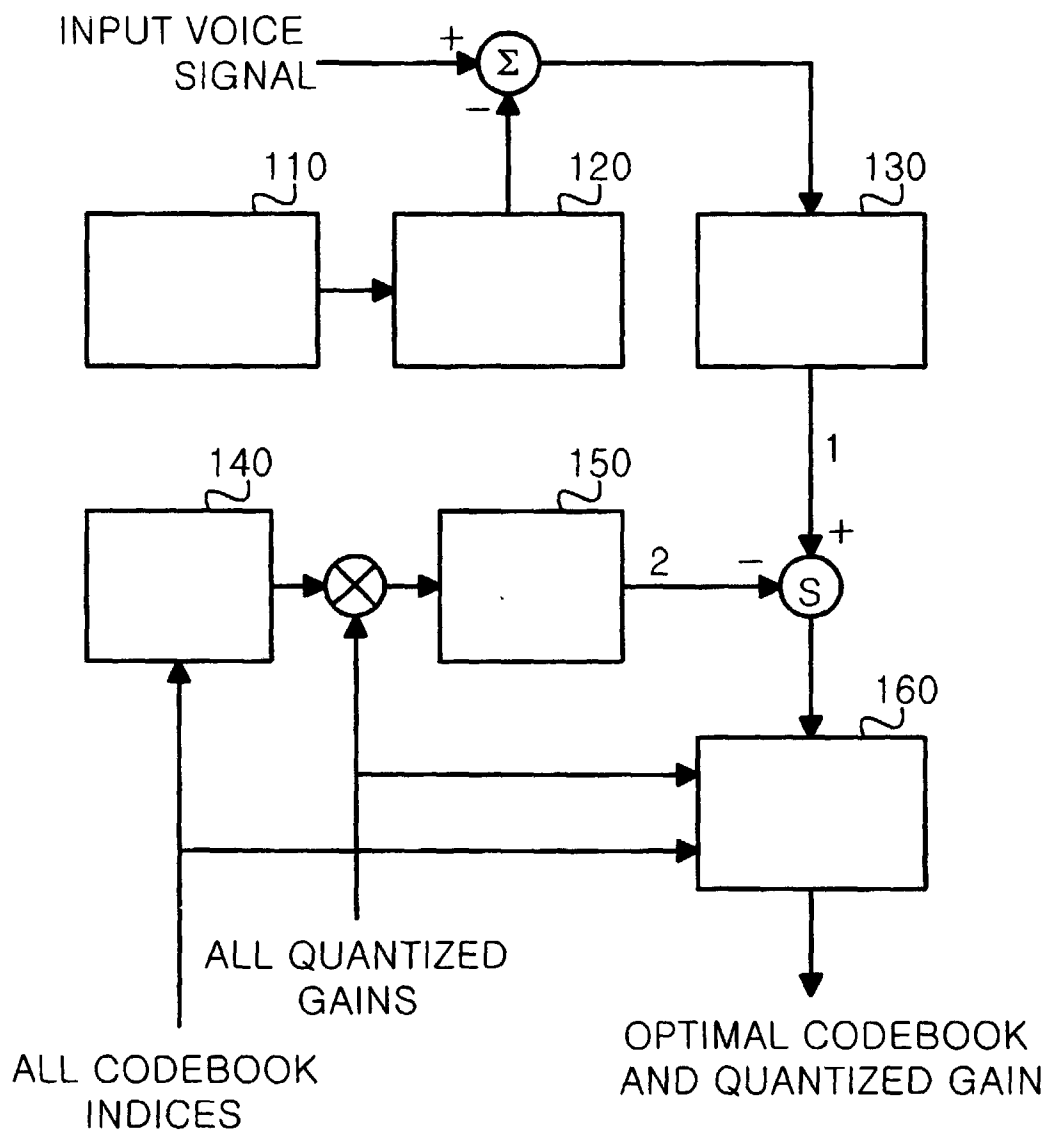 INPUT VOICE
SIGNAL
+
Σ
−
110
120
130
1
140
150
2
−
+
S
160
ALL QUANTIZED
GAINS
OPTIMAL CODEBOOK
AND QUANTIZED GAIN
ALL CODEBOOK
INDICES